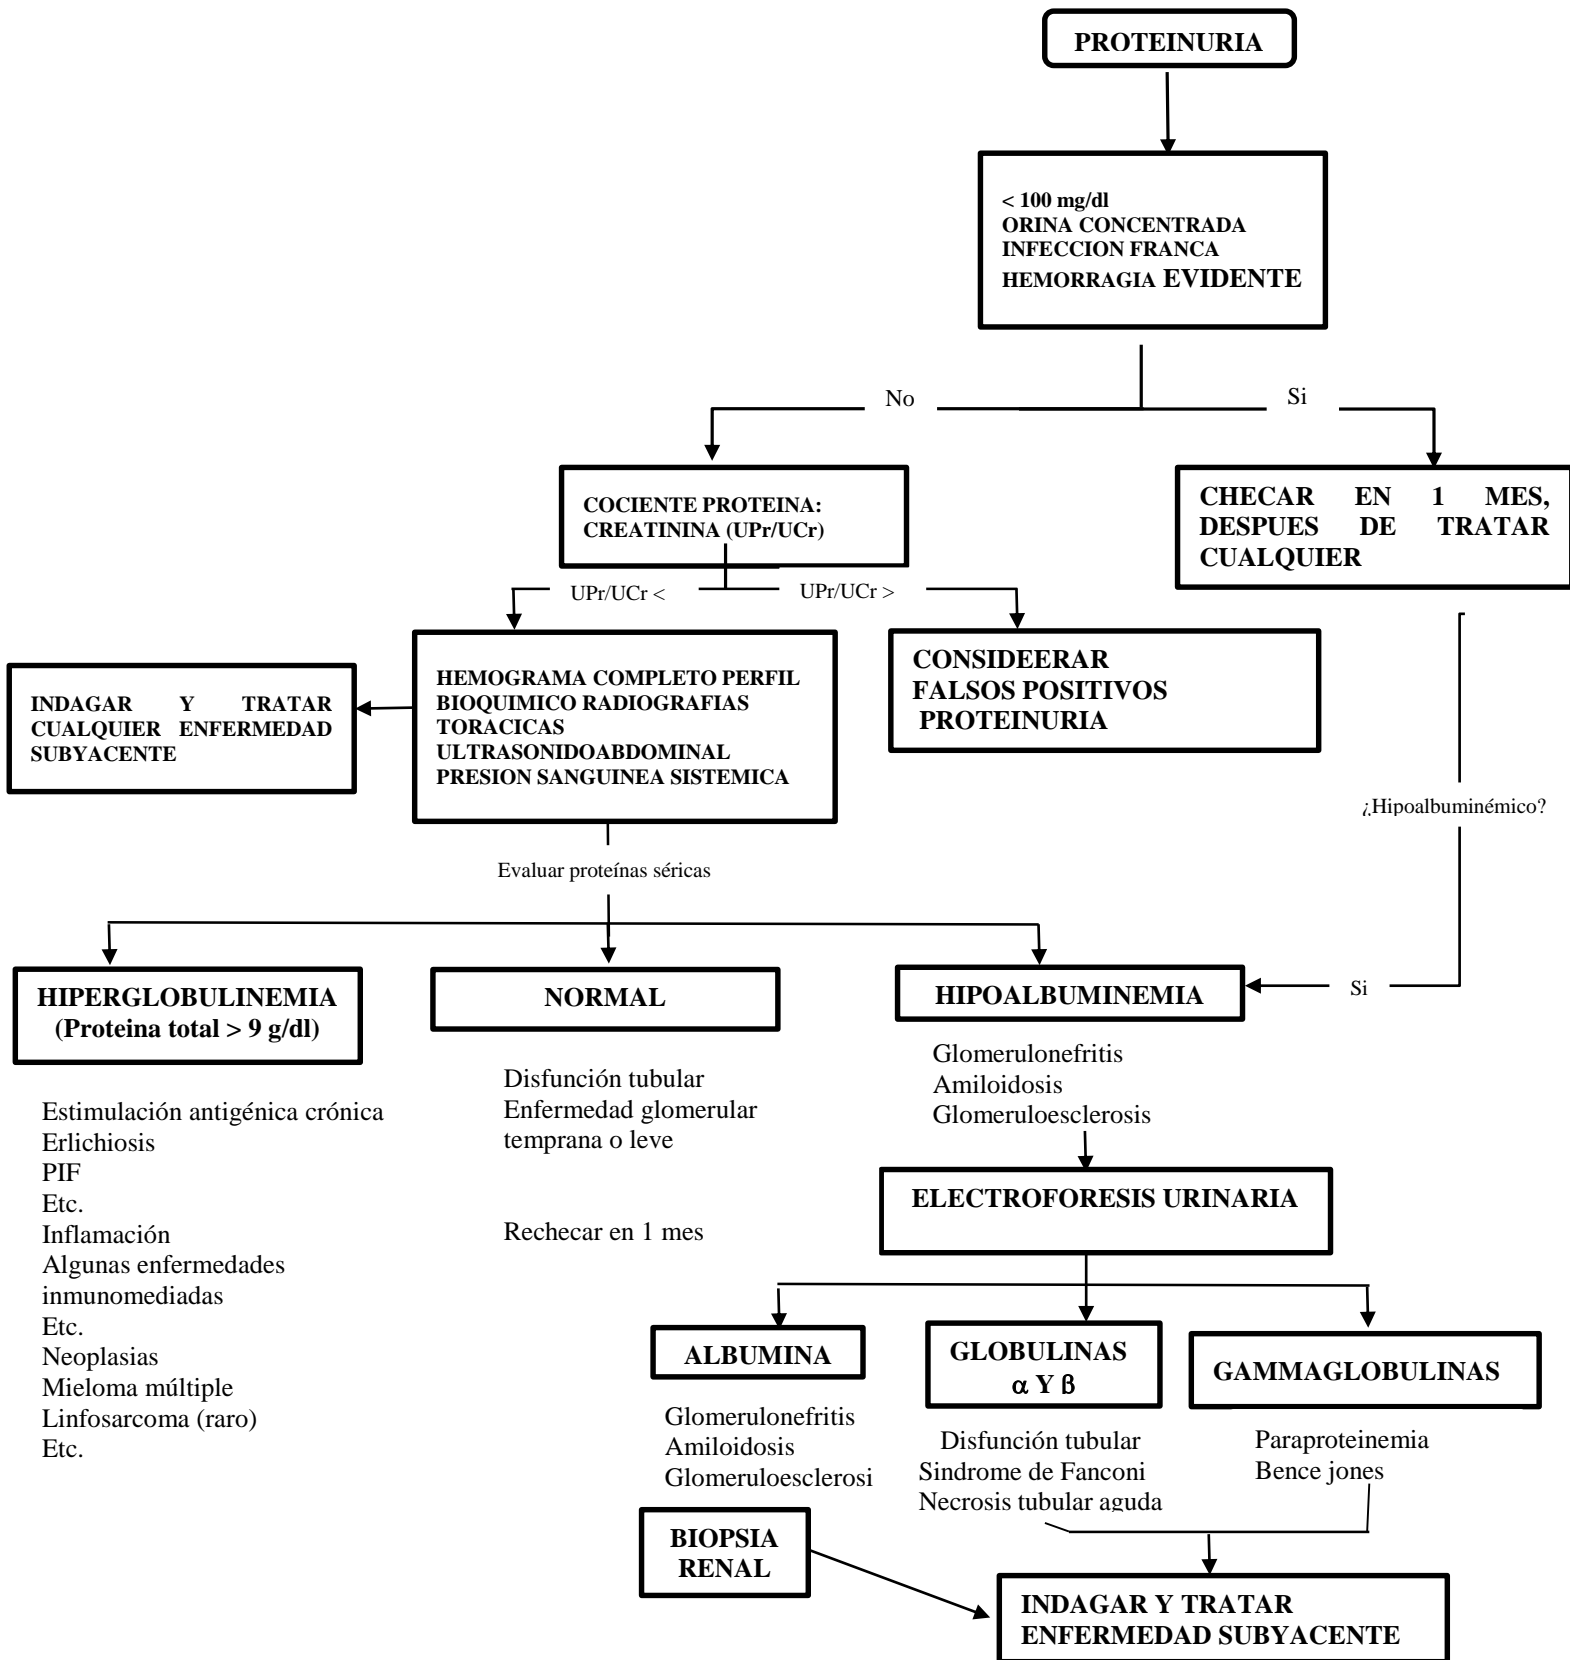 PROTEINURIA
< 100 mg/dl
ORINA CONCENTRADA
INFECCION FRANCA
HEMORRAGIA EVIDENTE
No
Si
COCIENTE PROTEINA:
CREATININA (UPr/UCr)
CHECAR EN 1 MES,
DESPUES DE TRATAR
CUALQUIER
UPr/UCr <
UPr/UCr >
INDAGAR Y TRATAR
CUALQUIER ENFERMEDAD
SUBYACENTE
HEMOGRAMA COMPLETO PERFIL
BIOQUIMICO RADIOGRAFIAS
TORACICAS
ULTRASONIDOABDOMINAL
PRESION SANGUINEA SISTEMICA
CONSIDEERAR
FALSOS POSITIVOS
PROTEINURIA
¿Hipoalbuminémico?
Evaluar proteínas séricas
Si
HIPERGLOBULINEMIA
(Proteina total > 9 g/dl)
NORMAL
HIPOALBUMINEMIA
Estimulación antigénica crónica
Erlichiosis
PIF
Etc.
Inflamación
Algunas enfermedades
inmunomediadas
Etc.
Neoplasias
Mieloma múltiple
Linfosarcoma (raro)
Etc.
Disfunción tubular
Enfermedad glomerular
temprana o leve
Rechecar en 1 mes
Glomerulonefritis
Amiloidosis
Glomeruloesclerosis
ELECTROFORESIS URINARIA
ALBUMINA
GLOBULINAS
α Y β
GAMMAGLOBULINAS
Glomerulonefritis
Amiloidosis
Glomeruloesclerosi
Disfunción tubular
Sindrome de Fanconi
Necrosis tubular aguda
Paraproteinemia
Bence jones
BIOPSIA
RENAL
INDAGAR Y TRATAR
ENFERMEDAD SUBYACENTE